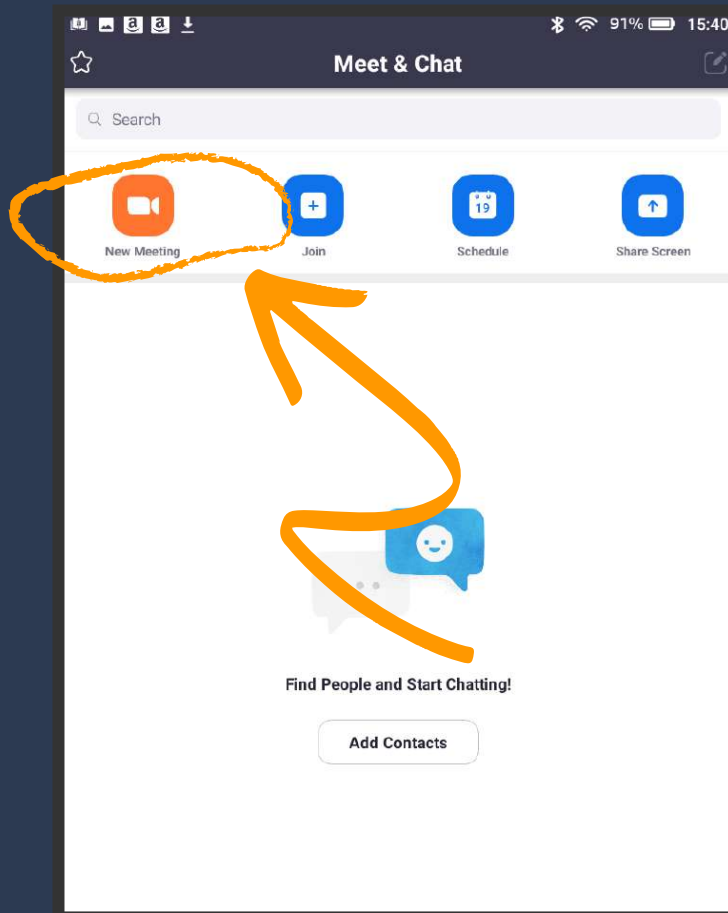 91% 15:40
Meet & Chat
Search
19
New Meeting Join Schedule Share Screen
Find People and Start Chatting!
Add Contacts